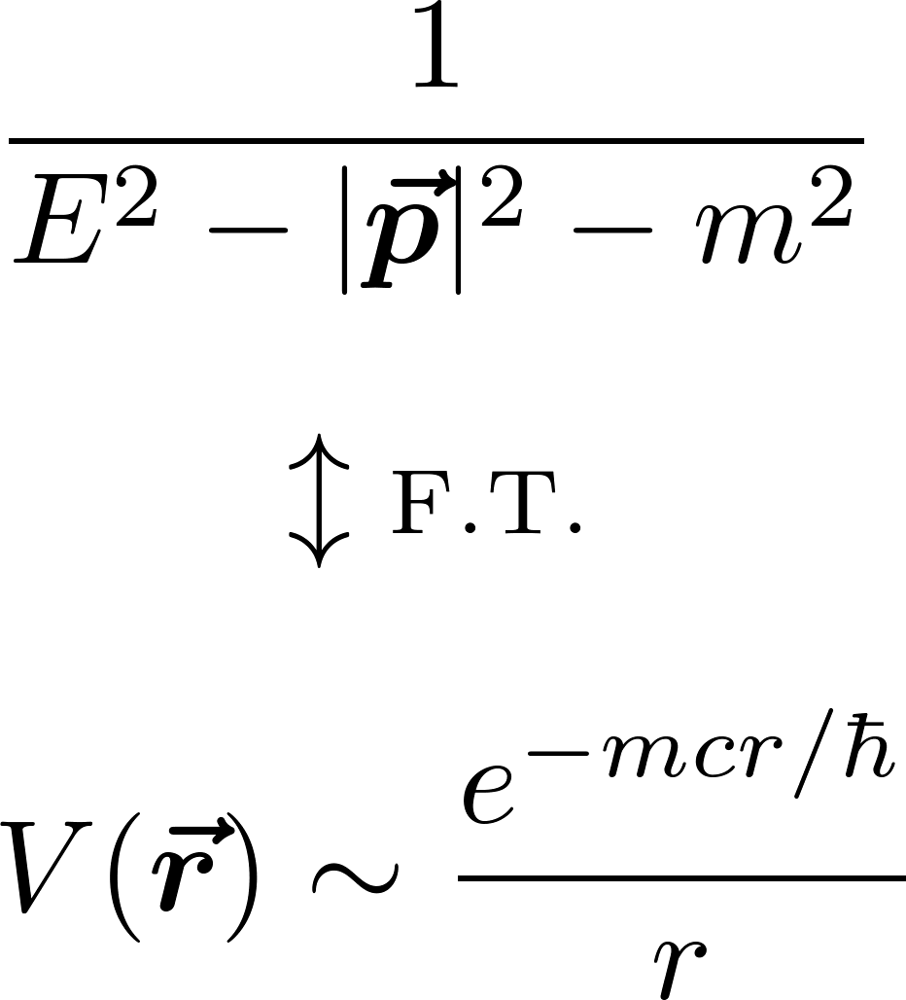 1
E² − |p⃗|² − m²
↕ F.T.
V(r⃗) ∼ e^{−mcr/ħ}
r